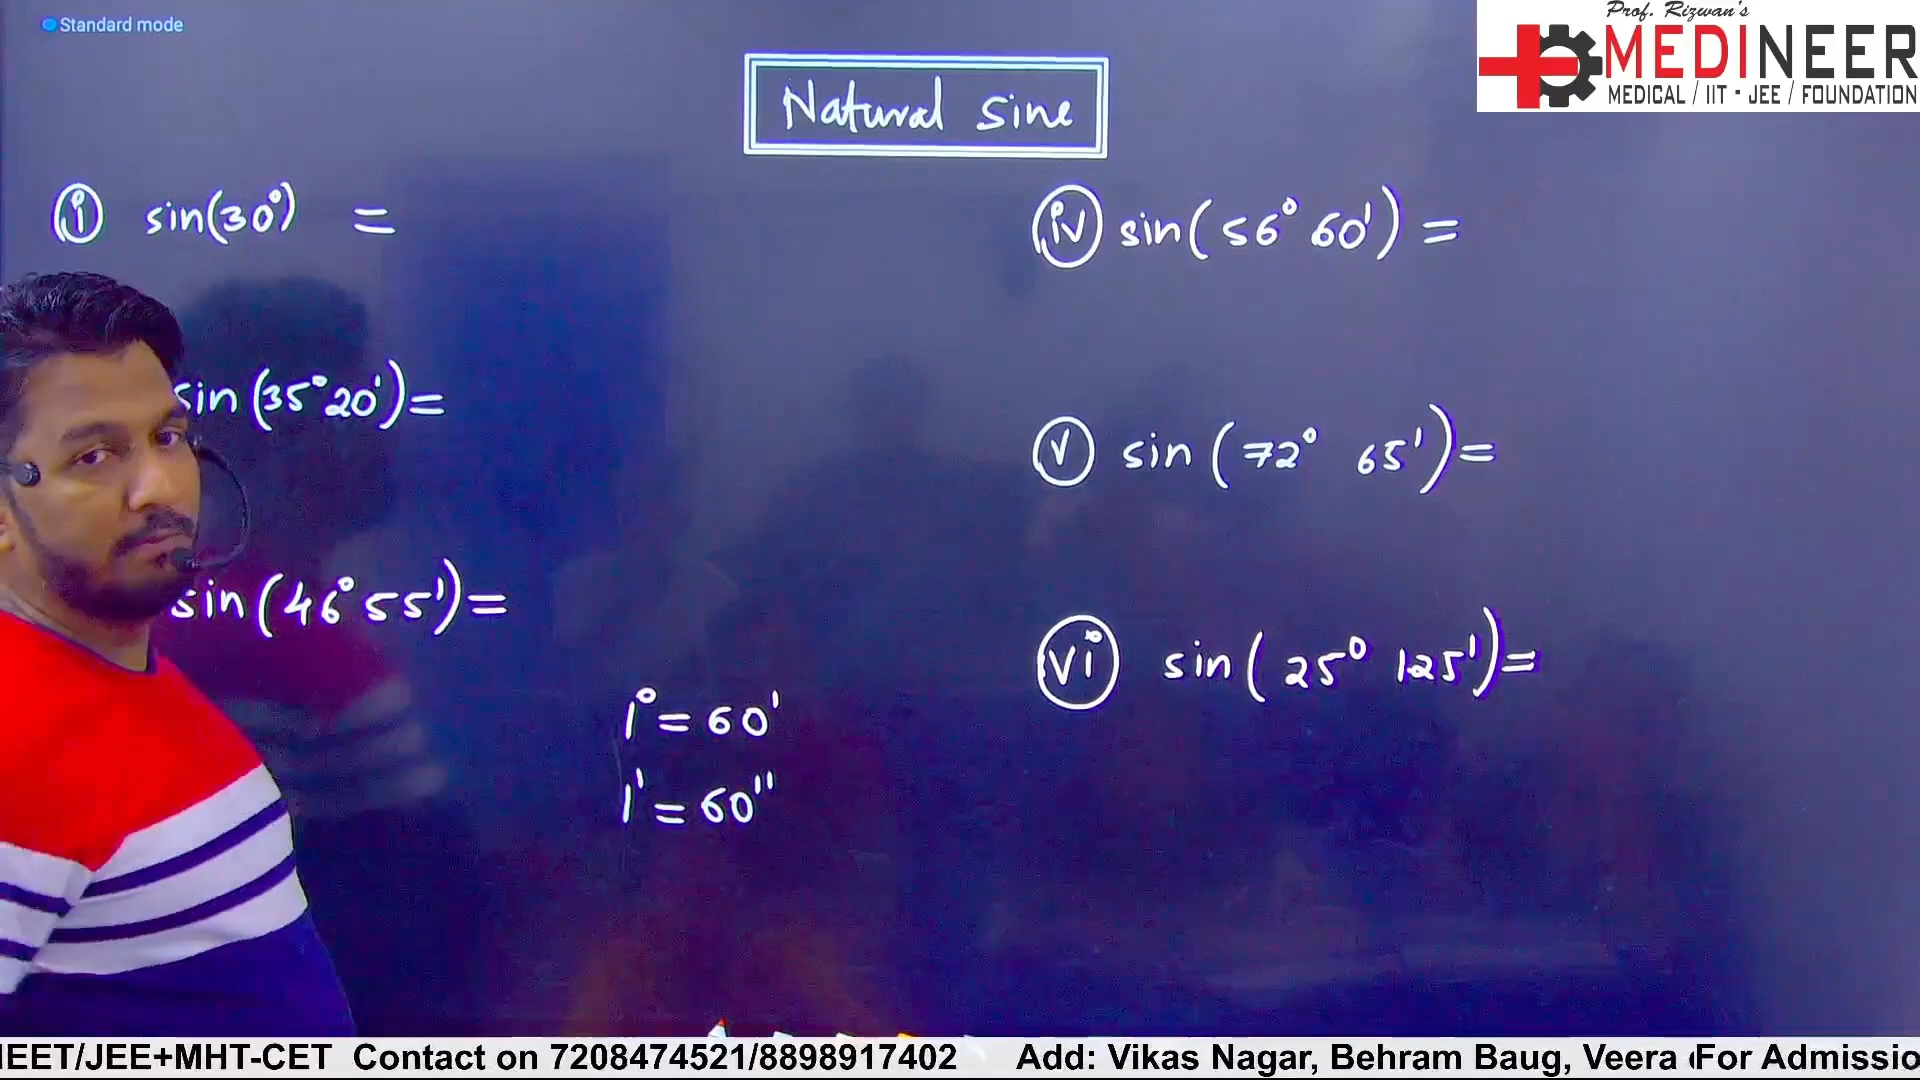 Standard mode
Prof. Rizwan's
MEDINEER
MEDICAL / IIT - JEE / FOUNDATION
Natural sine
(i) sin(30°) =
sin(35°20')=
sin(46°55')=
1°=60'
1'=60"
(iv) sin(56° 60')=
(v) sin(72° 65')=
(vi) sin(25° 125')=
EET/JEE+MHT-CET Contact on 7208474521/8898917402 Add: Vikas Nagar, Behram Baug, Veera For Admissio